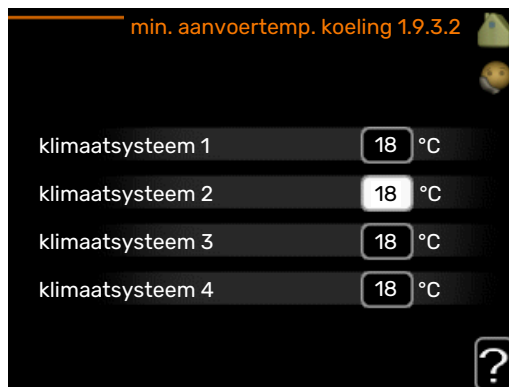 min. aanvoertemp. koeling 1.9.3.2
klimaatsysteem 1 18 °C
klimaatsysteem 2 18 °C
klimaatsysteem 3 18 °C
klimaatsysteem 4 18 °C
?